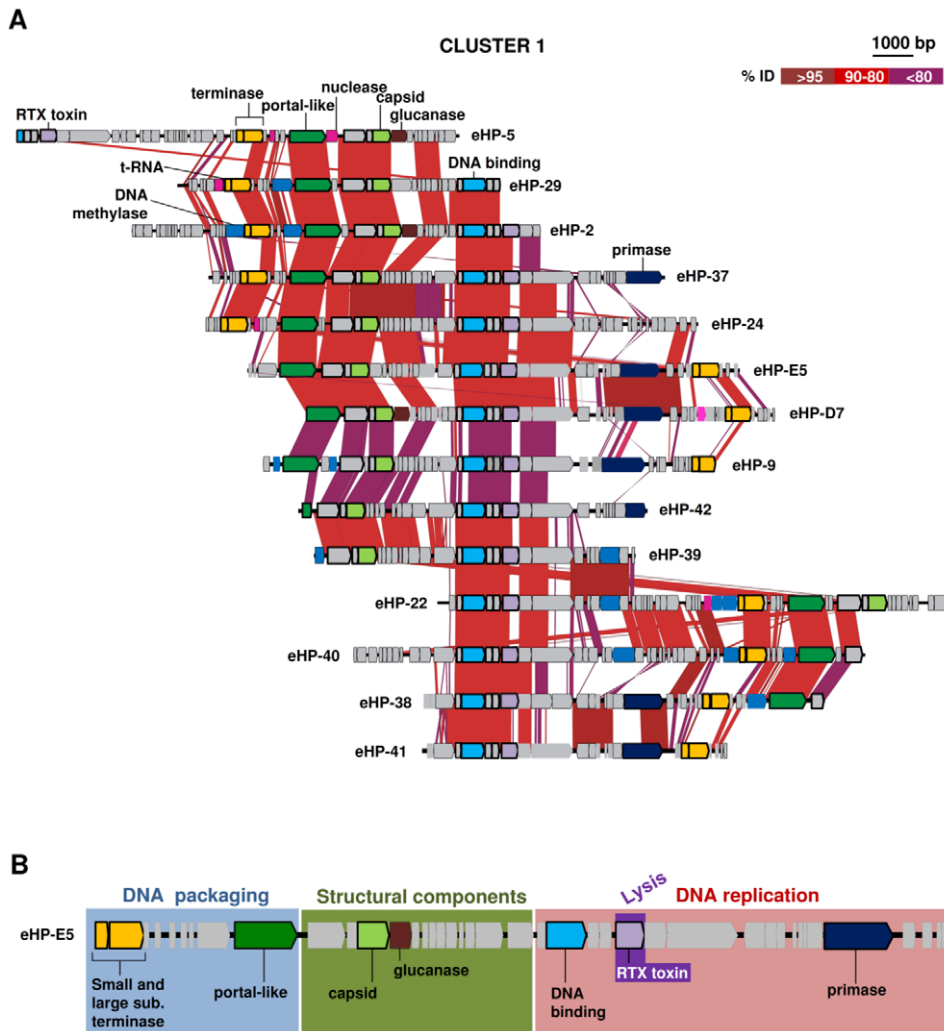 A
CLUSTER 1
1000 bp
% ID >95 90-80 <80
terminase
nuclease
capsid
portal-like
glucanase
RTX toxin
eHP-5
DNA binding
t-RNA
eHP-29
DNA
methylase
eHP-2
primase
eHP-37
eHP-24
eHP-E5
eHP-D7
eHP-9
eHP-42
eHP-39
eHP-22
eHP-40
eHP-38
eHP-41
B
DNA packaging
Structural components
Lysis
DNA replication
eHP-E5
Small and
large sub.
terminase
portal-like
capsid
glucanase
DNA
binding
RTX toxin
primase